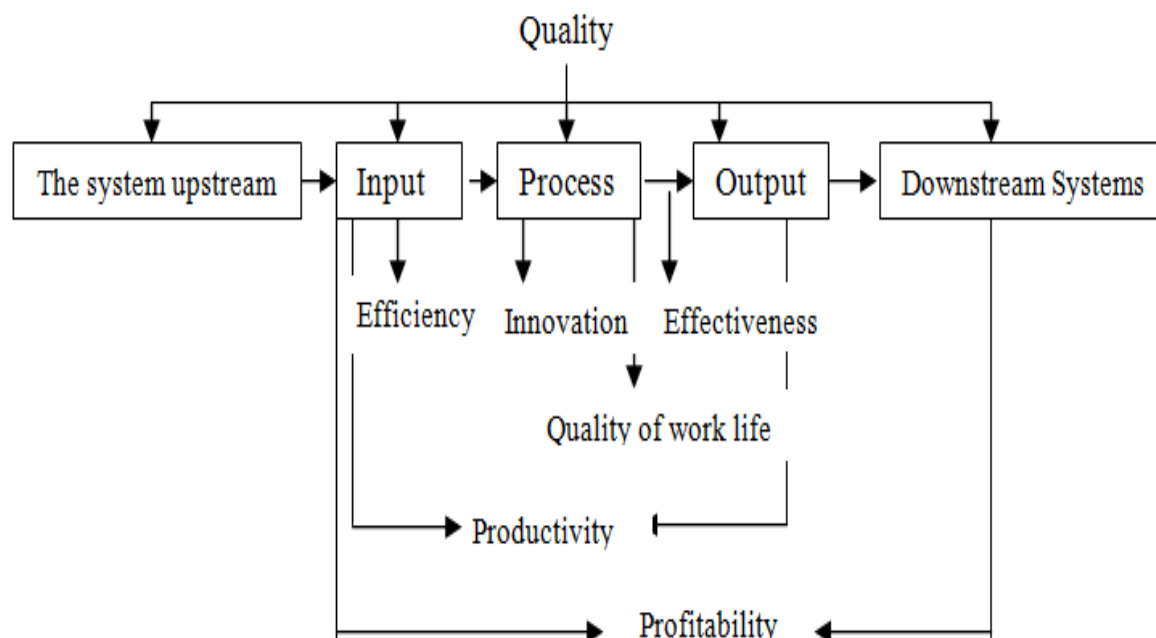 Quality
The system upstream
Input
Process
Output
Downstream Systems
Efficiency
Innovation
Effectiveness
Quality of work life
Productivity
Profitability